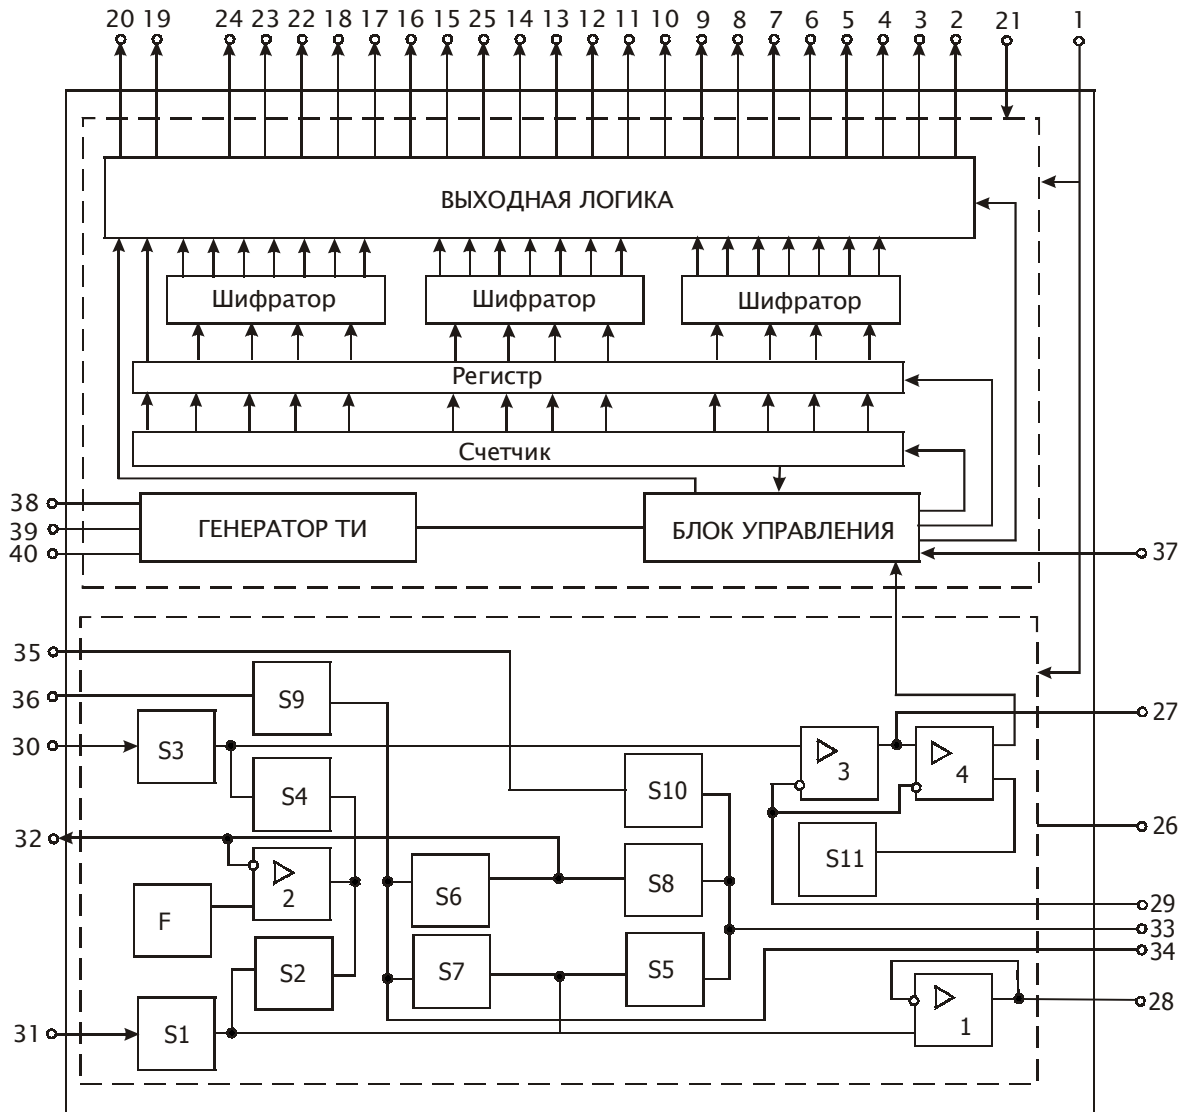 20 19 24 23 22 18 17 16 15 25 14 13 12 11 10 9 8 7 6 5 4 3 2 21 1
ВЫХОДНАЯ ЛОГИКА
Шифратор Шифратор Шифратор
Регистр
Счетчик
38
ГЕНЕРАТОР ТИ БЛОК УПРАВЛЕНИЯ
39
40 37
35
36 S9
27
30 S3 3 4
S4 S10
32 26
S11
2 S6 S8
F 29
33
34
S2 S7 S5
28
31 S1 1